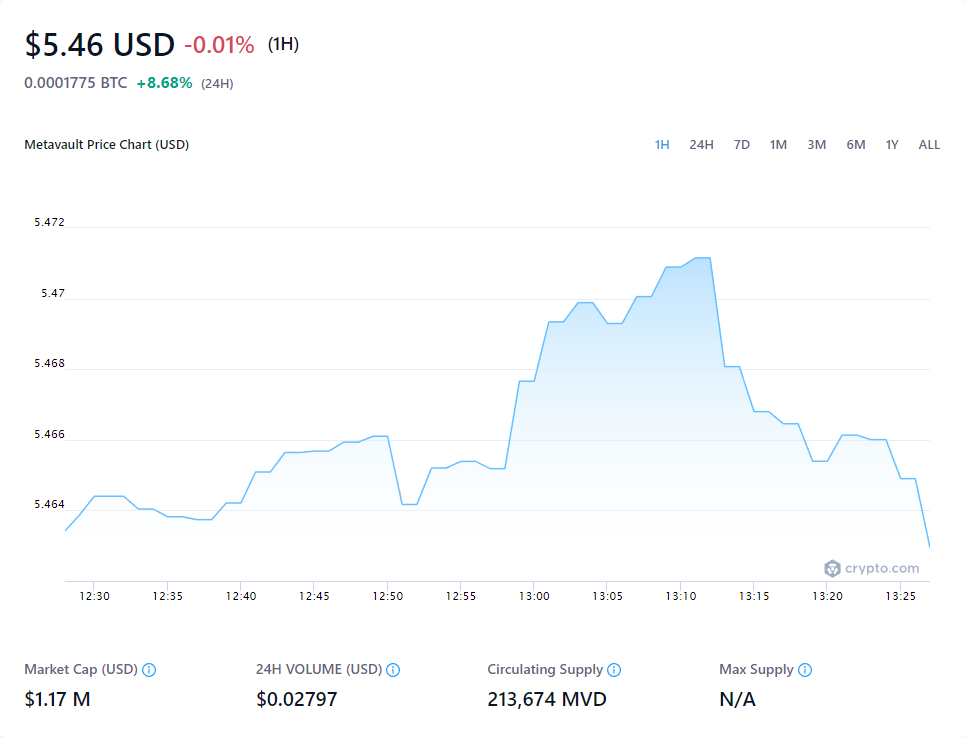 $5.46 USD -0.01% (1H)
0.0001775 BTC +8.68% (24H)
Metavault Price Chart (USD)
1H 24H 7D 1M 3M 6M 1Y ALL
5.472
5.47
5.468
5.466
5.464
crypto.com
12:30 12:35 12:40 12:45 12:50 12:55 13:00 13:05 13:10 13:15 13:20 13:25
Market Cap (USD) 24H VOLUME (USD) Circulating Supply Max Supply
$1.17 M $0.02797 213,674 MVD N/A